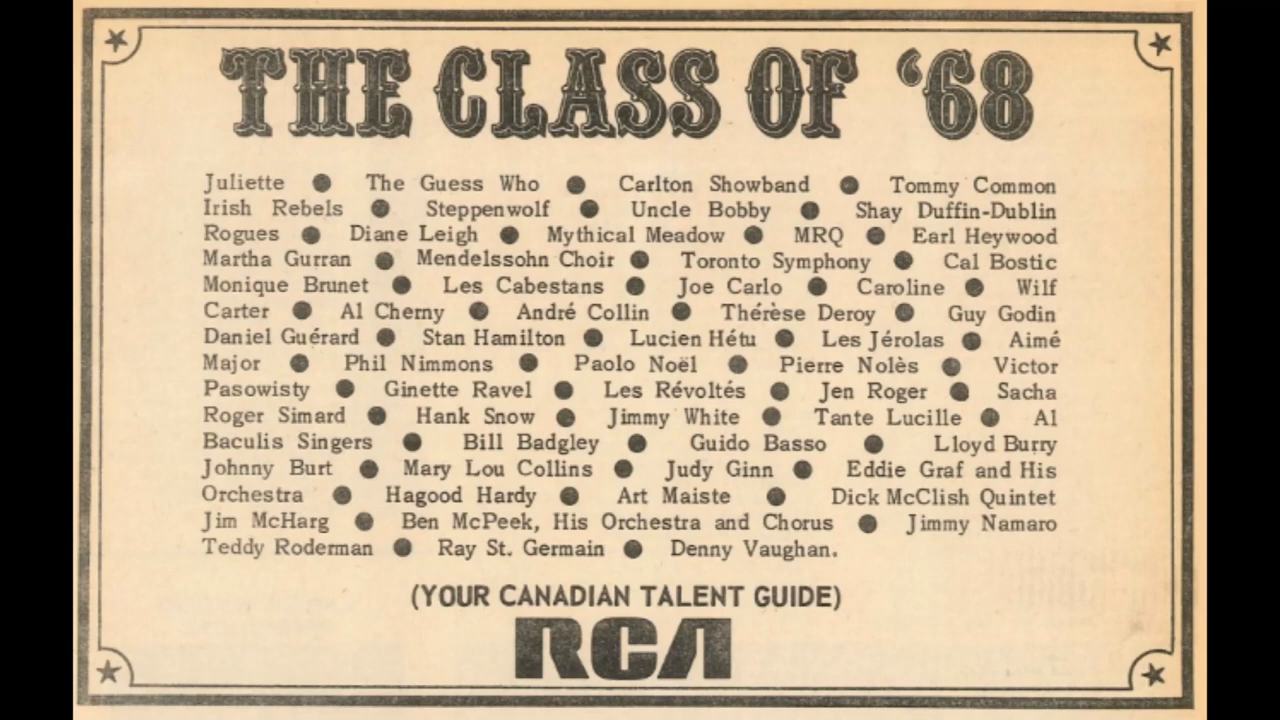 THE CLASS OF '68
Juliette ● The Guess Who ● Carlton Showband ● Tommy Common
Irish Rebels ● Steppenwolf ● Uncle Bobby ● Shay Duffin-Dublin
Rogues ● Diane Leigh ● Mythical Meadow ● MRQ ● Earl Heywood
Martha Gurran ● Mendelssohn Choir ● Toronto Symphony ● Cal Bostic
Monique Brunet ● Les Cabestans ● Joe Carlo ● Caroline ● Wilf
Carter ● Al Cherny ● André Collin ● Thérèse Deroy ● Guy Godin
Daniel Guérard ● Stan Hamilton ● Lucien Hétu ● Les Jérolas ● Aimé
Major ● Phil Nimmons ● Paolo Noël ● Pierre Nolès ● Victor
Pasowisty ● Ginette Ravel ● Les Révoltés ● Jen Roger ● Sacha
Roger Simard ● Hank Snow ● Jimmy White ● Tante Lucille ● Al
Baculis Singers ● Bill Badgley ● Guido Basso ● Lloyd Burry
Johnny Burt ● Mary Lou Collins ● Judy Ginn ● Eddie Graf and His
Orchestra ● Hagood Hardy ● Art Maiste ● Dick McClish Quintet
Jim McHarg ● Ben McPeek, His Orchestra and Chorus ● Jimmy Namaro
Teddy Roderman ● Ray St. Germain ● Denny Vaughan.
(YOUR CANADIAN TALENT GUIDE)
RCA